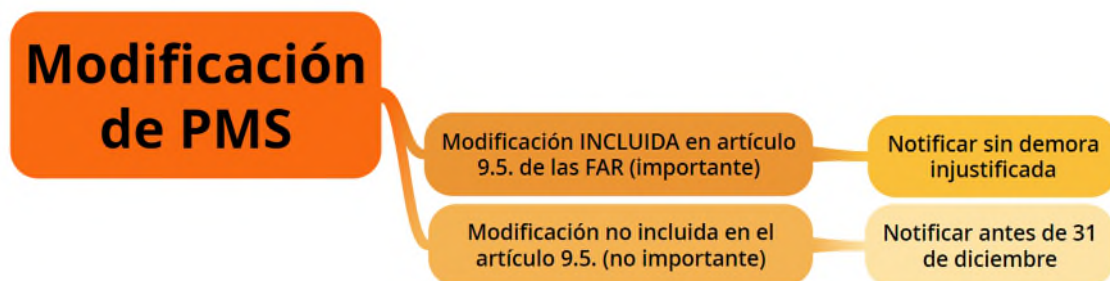 Modificación
de PMS
Modificación INCLUIDA en artículo
9.5. de las FAR (importante)
Notificar sin demora
injustificada
Modificación no incluida en el
artículo 9.5. (no importante)
Notificar antes de 31
de diciembre